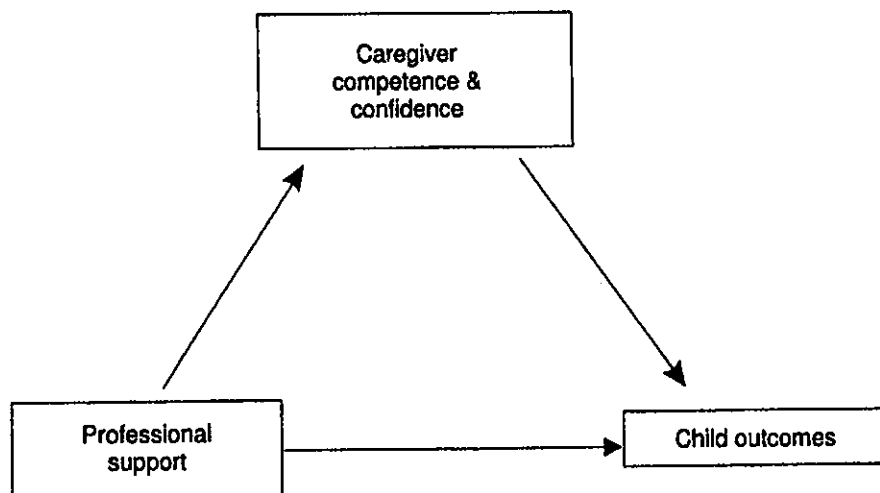 Caregiver
competence &
confidence
Professional
support
Child outcomes